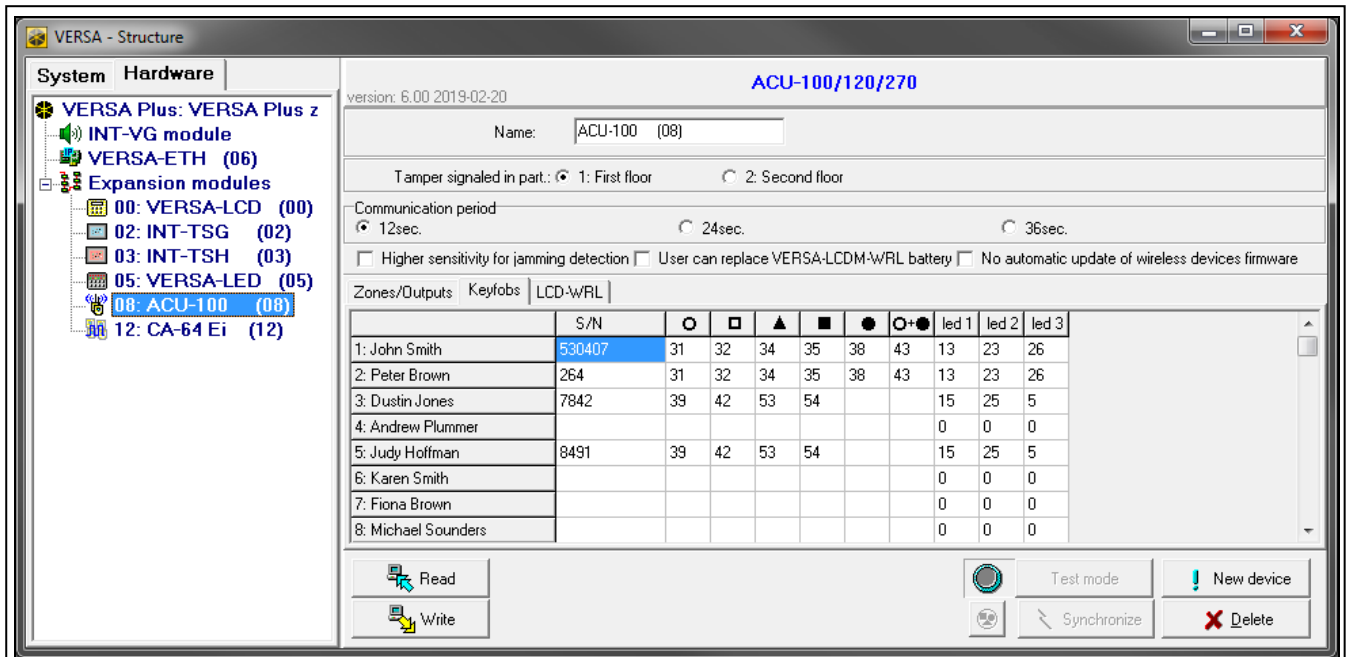 VERSA - Structure
System Hardware
VERSA Plus: VERSA Plus z
INT-VG module
VERSA-ETH (06)
Expansion modules
00: VERSA-LCD (00)
02: INT-TSG (02)
03: INT-TSH (03)
05: VERSA-LED (05)
08: ACU-100 (08)
12: CA-64 Ei (12)
ACU-100/120/270
version: 6.00 2019-02-20
Name: ACU-100 (08)
Tamper signaled in part.: 1: First floor 2: Second floor
Communication period
12sec. 24sec. 36sec.
Higher sensitivity for jamming detection User can replace VERSA-LCDM-WRL battery No automatic update of wireless devices firmware
Zones/Outputs Keyfobs LCD-WRL
S/N led 1 led 2 led 3
1: John Smith 530407 31 32 34 35 38 43 13 23 26
2: Peter Brown 264 31 32 34 35 38 43 13 23 26
3: Dustin Jones 7842 39 42 53 54 15 25 5
4: Andrew Plummer 0 0 0
5: Judy Hoffman 8491 39 42 53 54 15 25 5
6: Karen Smith 0 0 0
7: Fiona Brown 0 0 0
8: Michael Sounders 0 0 0
Read Test mode New device
Write Synchronize Delete